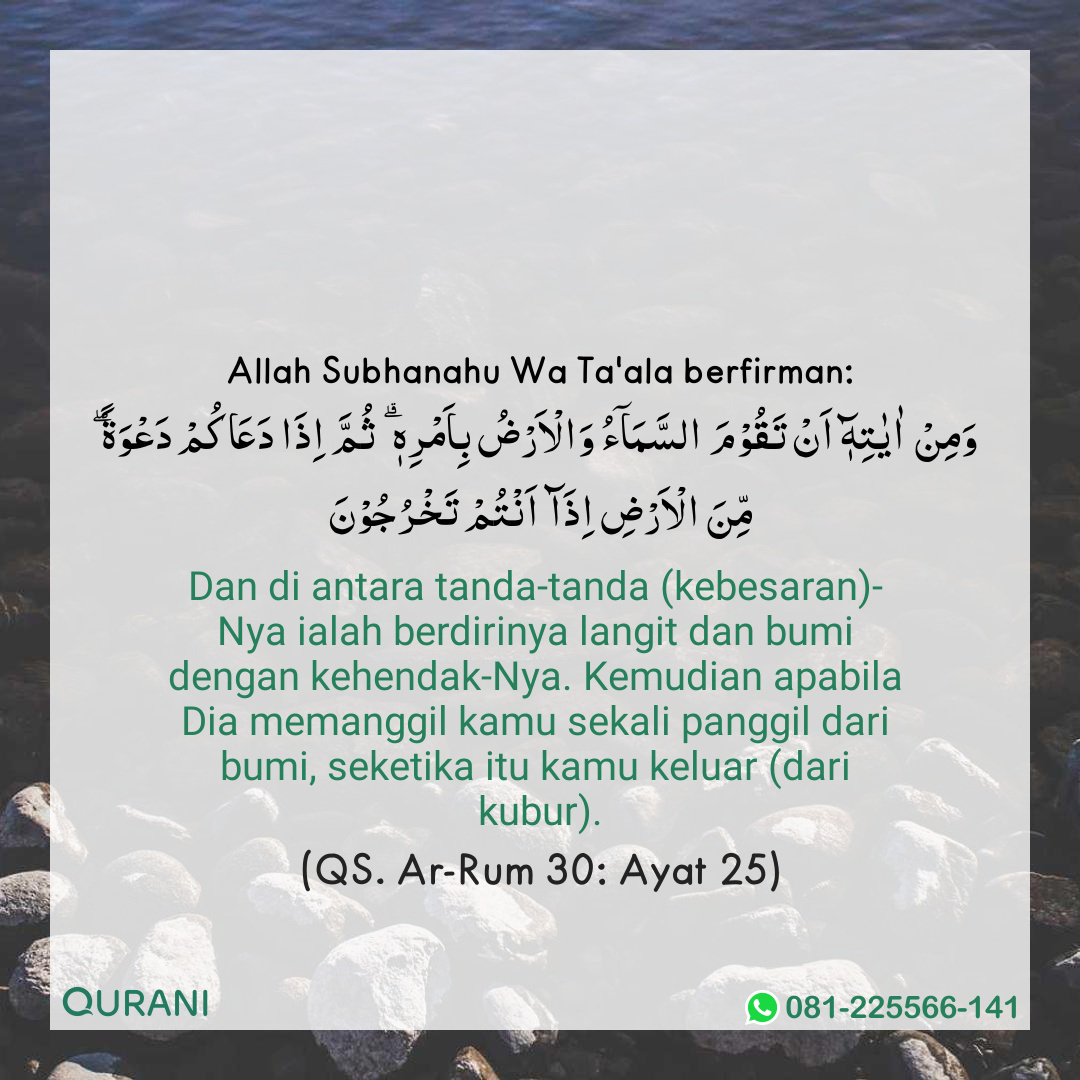 Allah Subhanahu Wa Ta'ala berfirman:
وَمِنْ اٰيٰتِهٖٓ اَنْ تَقُوْمَ السَّمَاۤءُ وَالْاَرْضُ بِاَمْرِهٖۗ ثُمَّ اِذَا دَعَاكُمْ دَعْوَةًۖ
مِّنَ الْاَرْضِ اِذَآ اَنْتُمْ تَخْرُجُوْنَ
Dan di antara tanda-tanda (kebesaran)-
Nya ialah berdirinya langit dan bumi
dengan kehendak-Nya. Kemudian apabila
Dia memanggil kamu sekali panggil dari
bumi, seketika itu kamu keluar (dari
kubur).
(QS. Ar-Rum 30: Ayat 25)
QURANI
081-225566-141